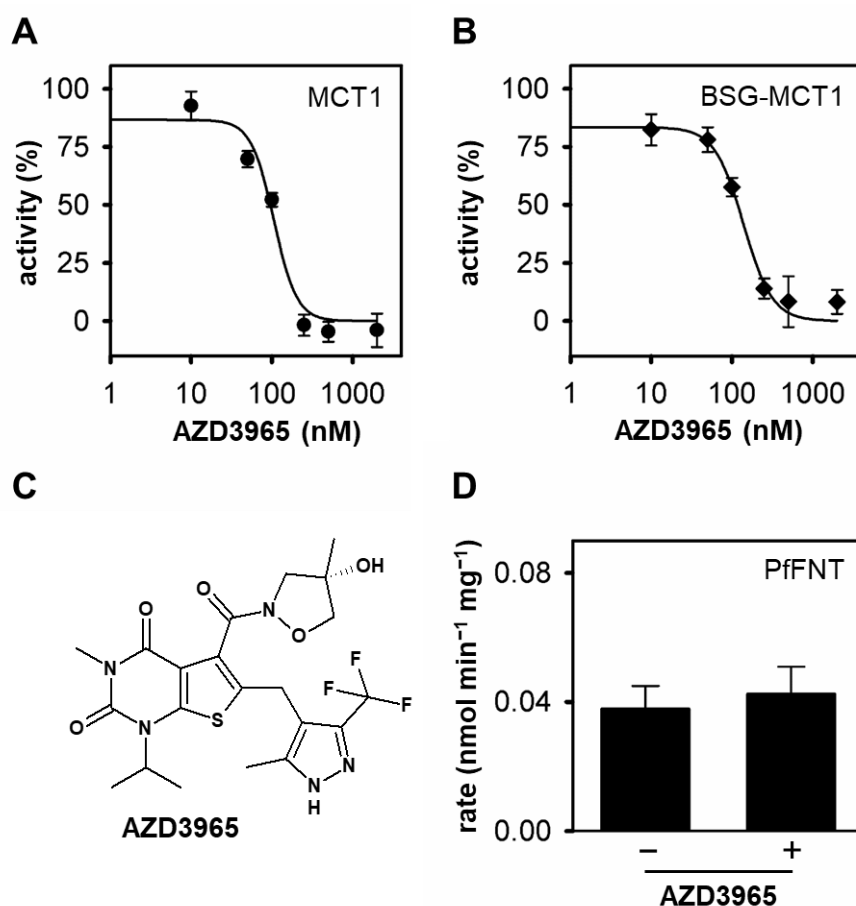 A
MCT1
activity (%)
100
75
50
25
0
1 10 100 1000
AZD3965 (nM)
B
BSG-MCT1
activity (%)
100
75
50
25
0
1 10 100 1000
AZD3965 (nM)
C
OH
O
N
O
O
N
O
N
S
F
F
F
N
N
H
AZD3965
D
PfFNT
rate (nmol min⁻¹ mg⁻¹)
0.08
0.04
0.00
− +
AZD3965